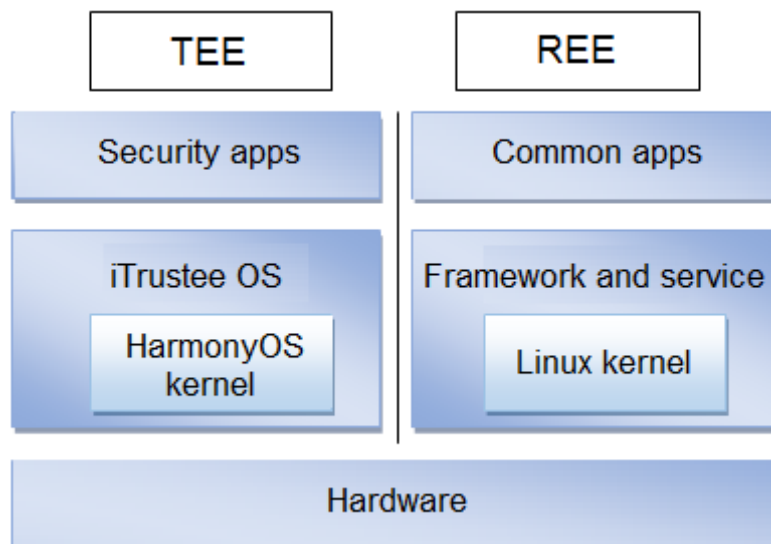 TEE
REE
Security apps
Common apps
iTrustee OS
Framework and service
HarmonyOS
kernel
Linux kernel
Hardware